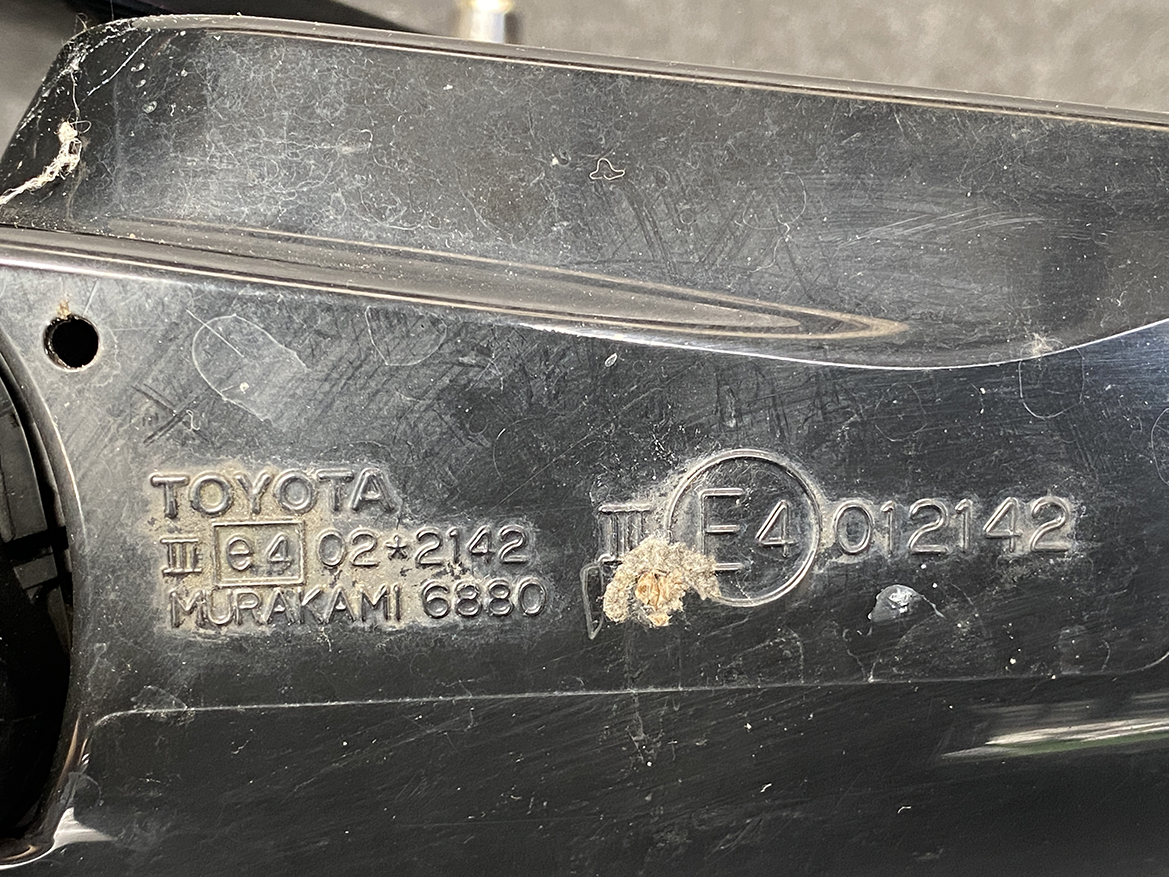 TOYOTA
III e4 02*2142
MURAKAMI 6880
III E4 012142